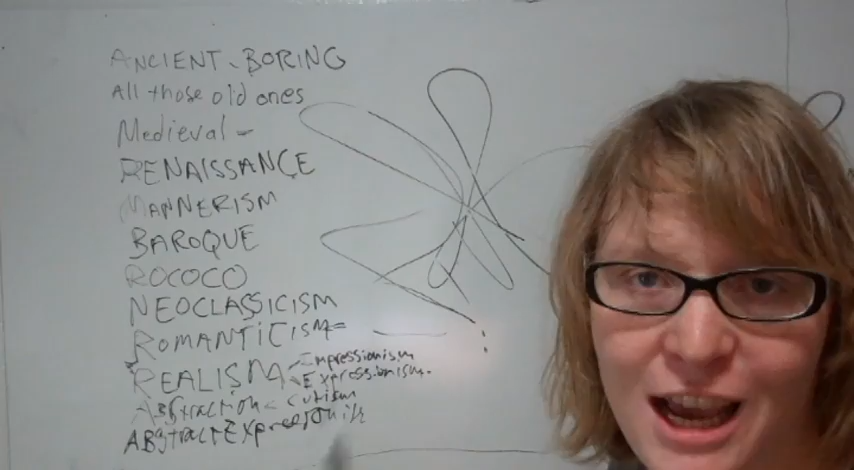 ANCIENT - BORING
All those old ones
Medieval -
RENAISSANCE
MANNERISM
BAROQUE
ROCOCO
NEOCLASSICISM
ROMANTICISM=
REALISM - Impressionism
- Expressionism.
ABstraction < cubism
ABstract Expressionism